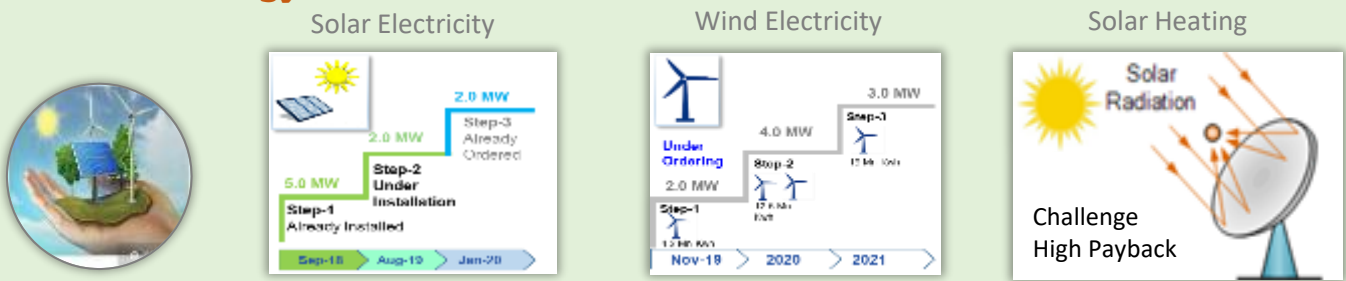 gy
Solar Electricity
Wind Electricity
Solar Heating
2.0 MW
Step-3
Already
Ordered
2.0 MW
Step-2
Under
Installation
5.0 MW
Step-1
Already Installed
Sep-18
Aug-19
Jan-20
3.0 MW
Step-3
4.0 MW
Under
Ordering
Step-2
2.0 MW
Step-1
Nov-19
2020
2021
Solar
Radiation
Challenge
High Payback